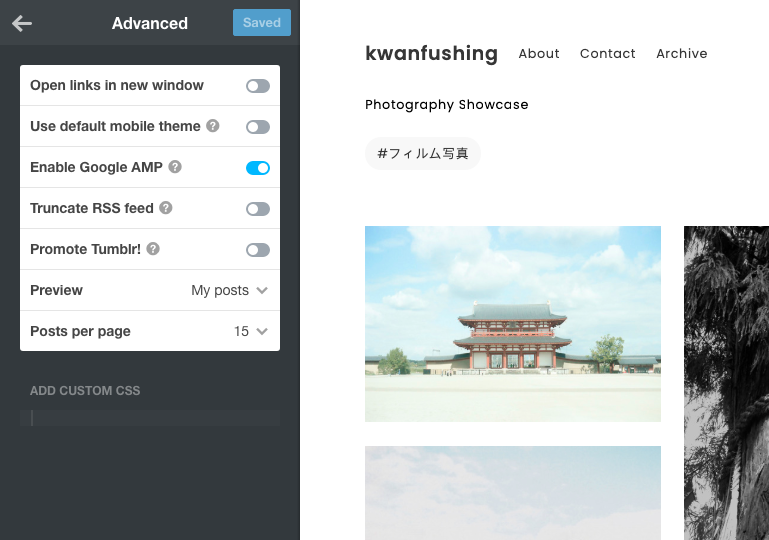 Advanced
Saved
Open links in new window
Use default mobile theme ?
Enable Google AMP ?
Truncate RSS feed ?
Promote Tumblr! ?
Preview My posts
Posts per page 15
ADD CUSTOM CSS
kwanfushing About Contact Archive
Photography Showcase
#フィルム写真